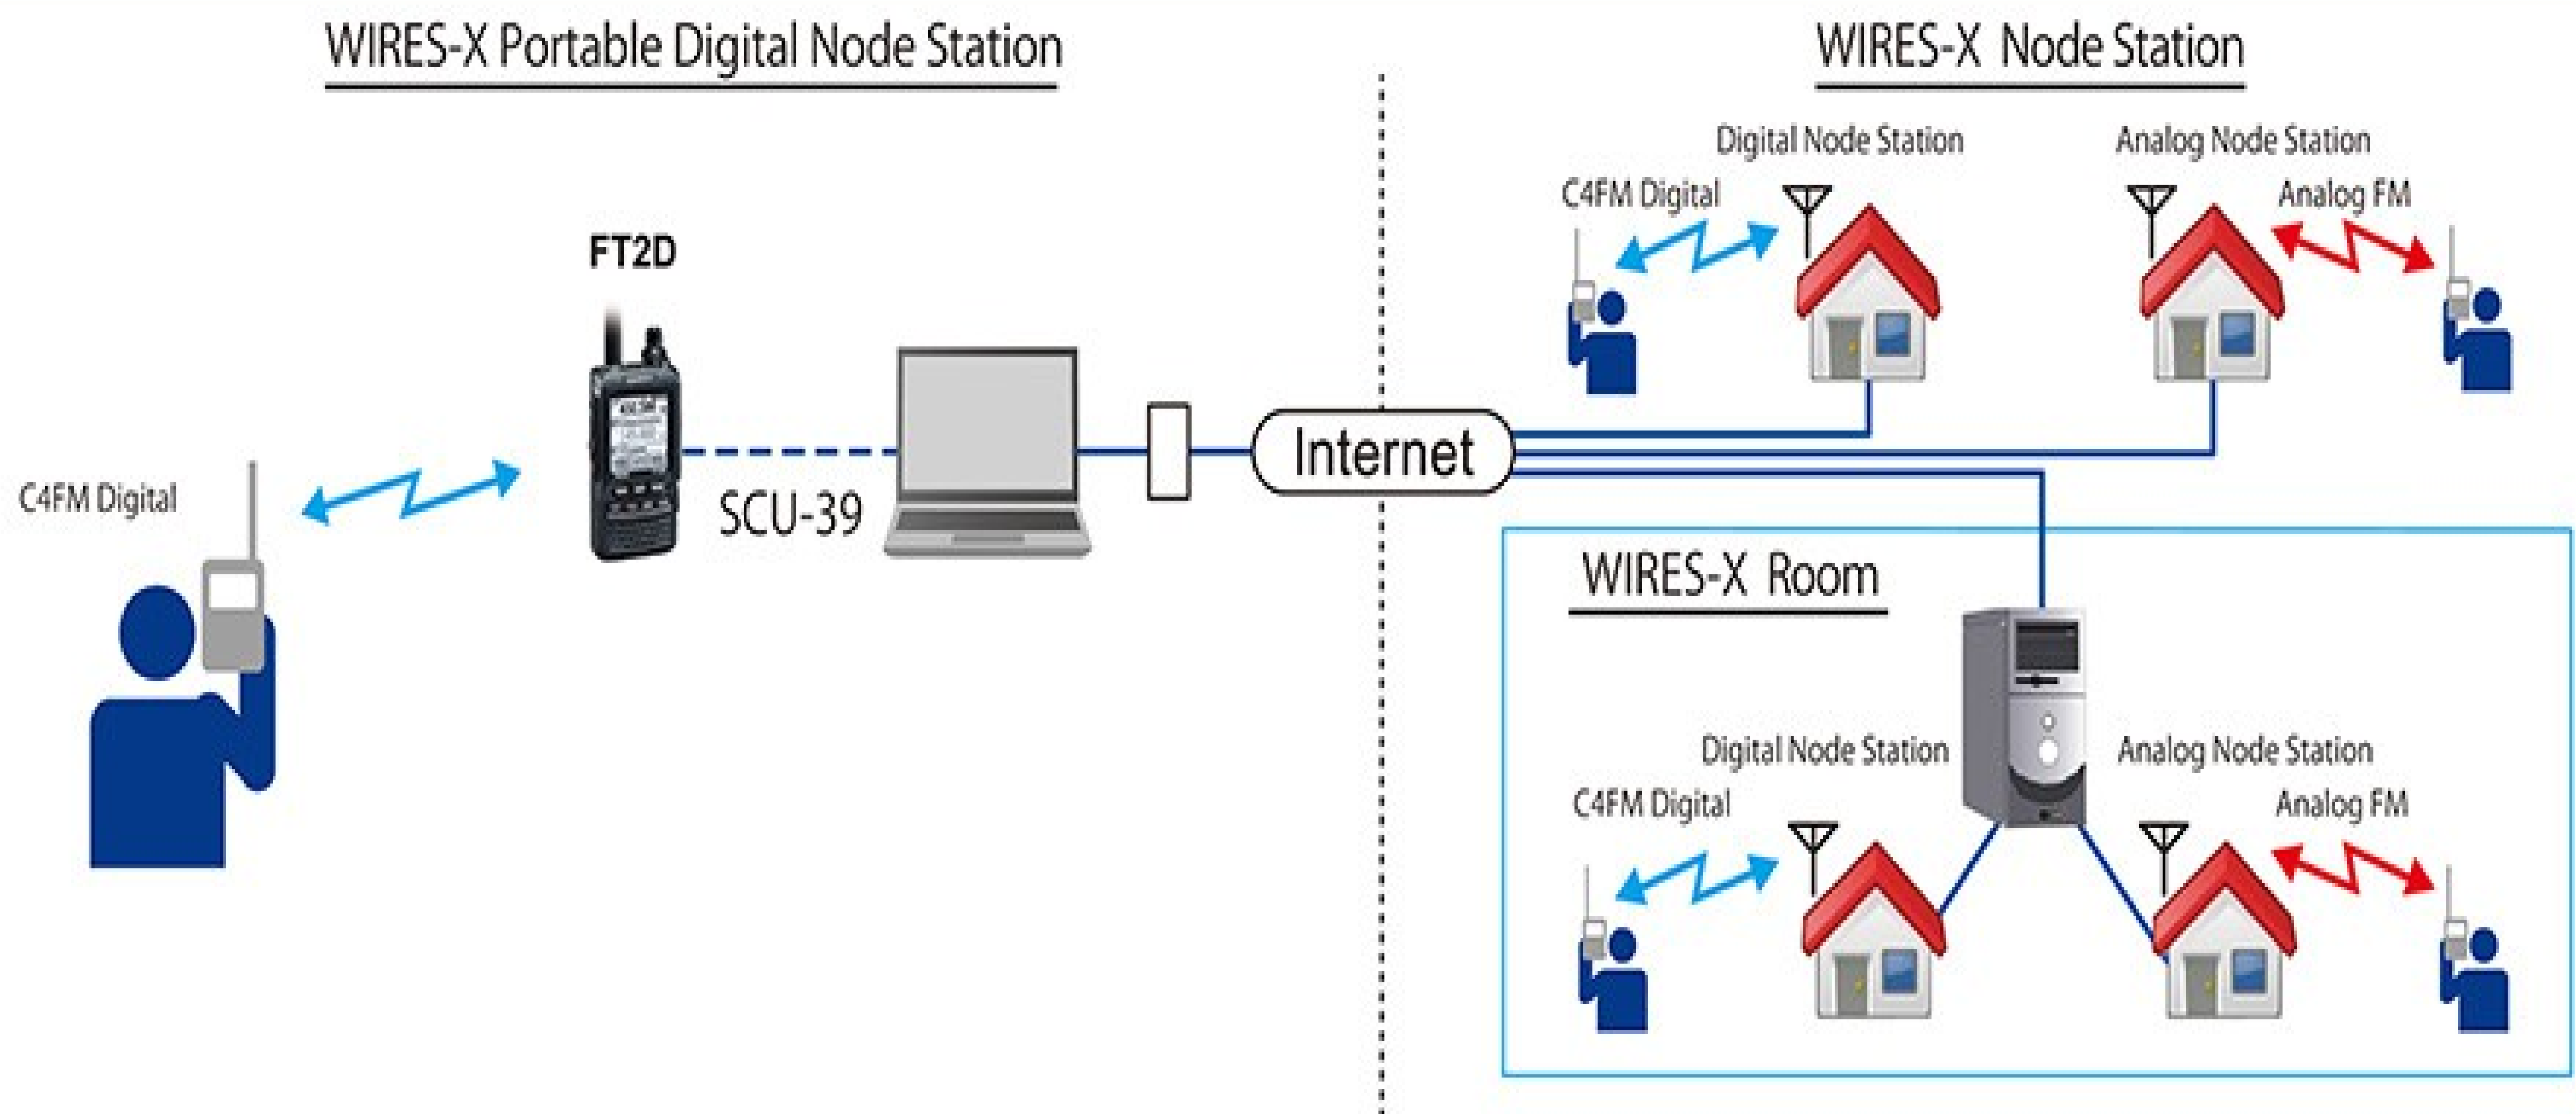 WIRES-X Portable Digital Node Station
FT2D
C4FM Digital
SCU-39
Internet
WIRES-X Node Station
Digital Node Station
Analog Node Station
C4FM Digital
Analog FM
WIRES-X Room
Digital Node Station
Analog Node Station
C4FM Digital
Analog FM